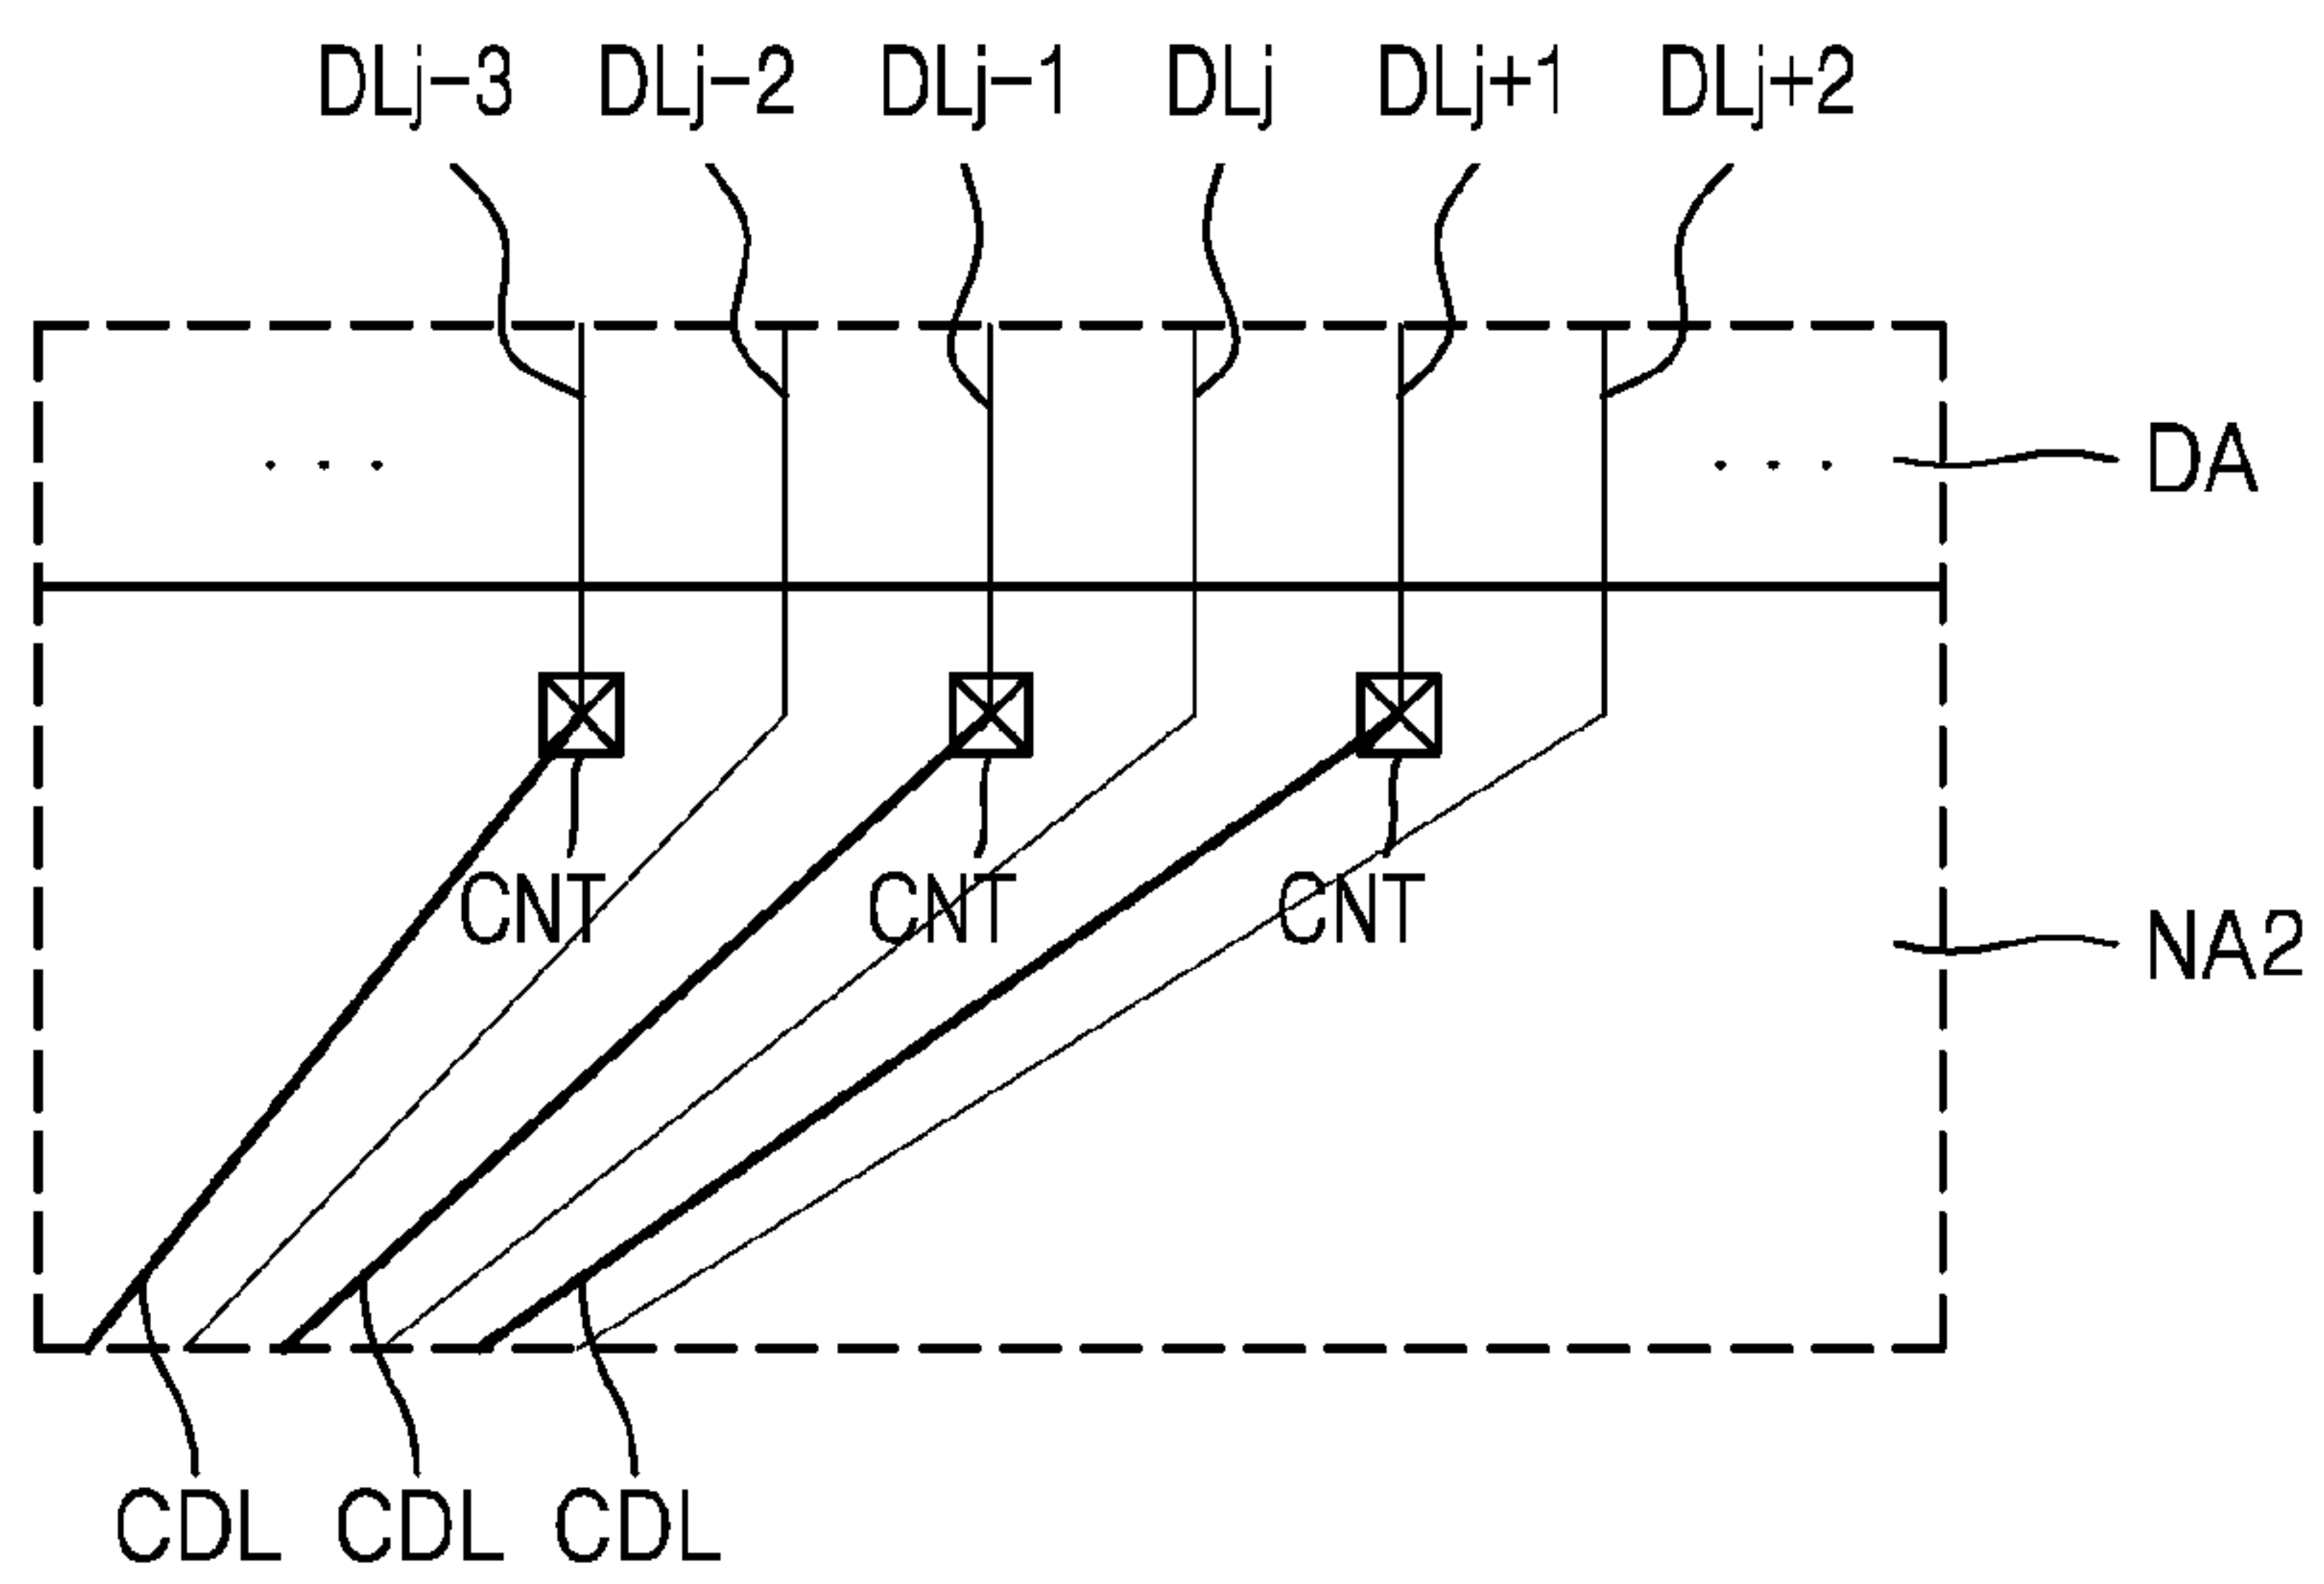 DLj-3 DLj-2 DLj-1 DLj DLj+1 DLj+2
. . . . . . DA
CNT CNT CNT NA2
CDL CDL CDL